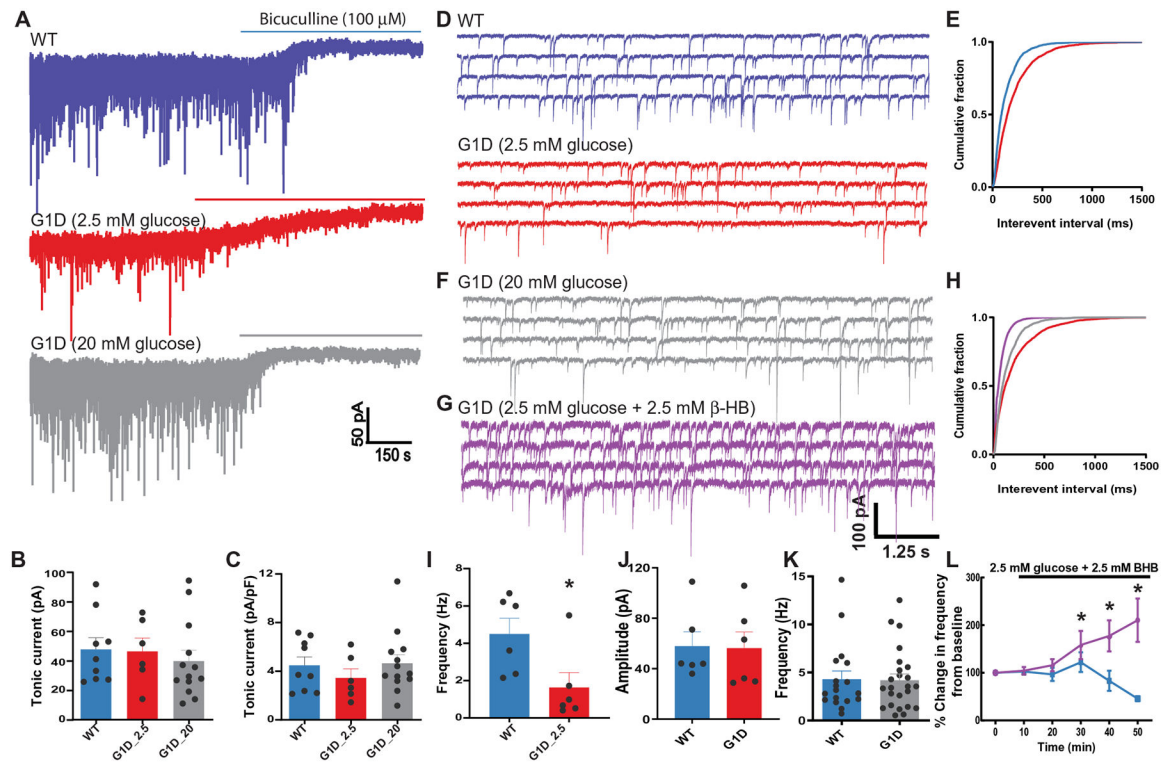 A
Bicuculline (100 μM)
WT
G1D (2.5 mM glucose)
G1D (20 mM glucose)
50 pA
150 s
D
WT
G1D (2.5 mM glucose)
F
G1D (20 mM glucose)
G
G1D (2.5 mM glucose + 2.5 mM β-HB)
100 pA
1.25 s
E
Cumulative fraction
1.0
0.5
0.0
0
500
1000
1500
Interevent interval (ms)
H
Cumulative fraction
1.0
0.5
0.0
0
500
1000
1500
Interevent interval (ms)
B
Tonic current (pA)
100
80
60
40
20
0
WT
G1D_2.5
G1D_20
C
Tonic current (pA/pF)
12
8
4
0
WT
G1D_2.5
G1D_20
I
Frequency (Hz)
8
6
4
2
0
*
WT
G1D_2.5
J
Amplitude (pA)
150
100
50
0
WT
G1D
K
Frequency (Hz)
15
10
5
0
WT
G1D
L
2.5 mM glucose + 2.5 mM BHB
% Change in frequency
from baseline
300
200
100
0
* * *
0 10 20 30 40 50
Time (min)